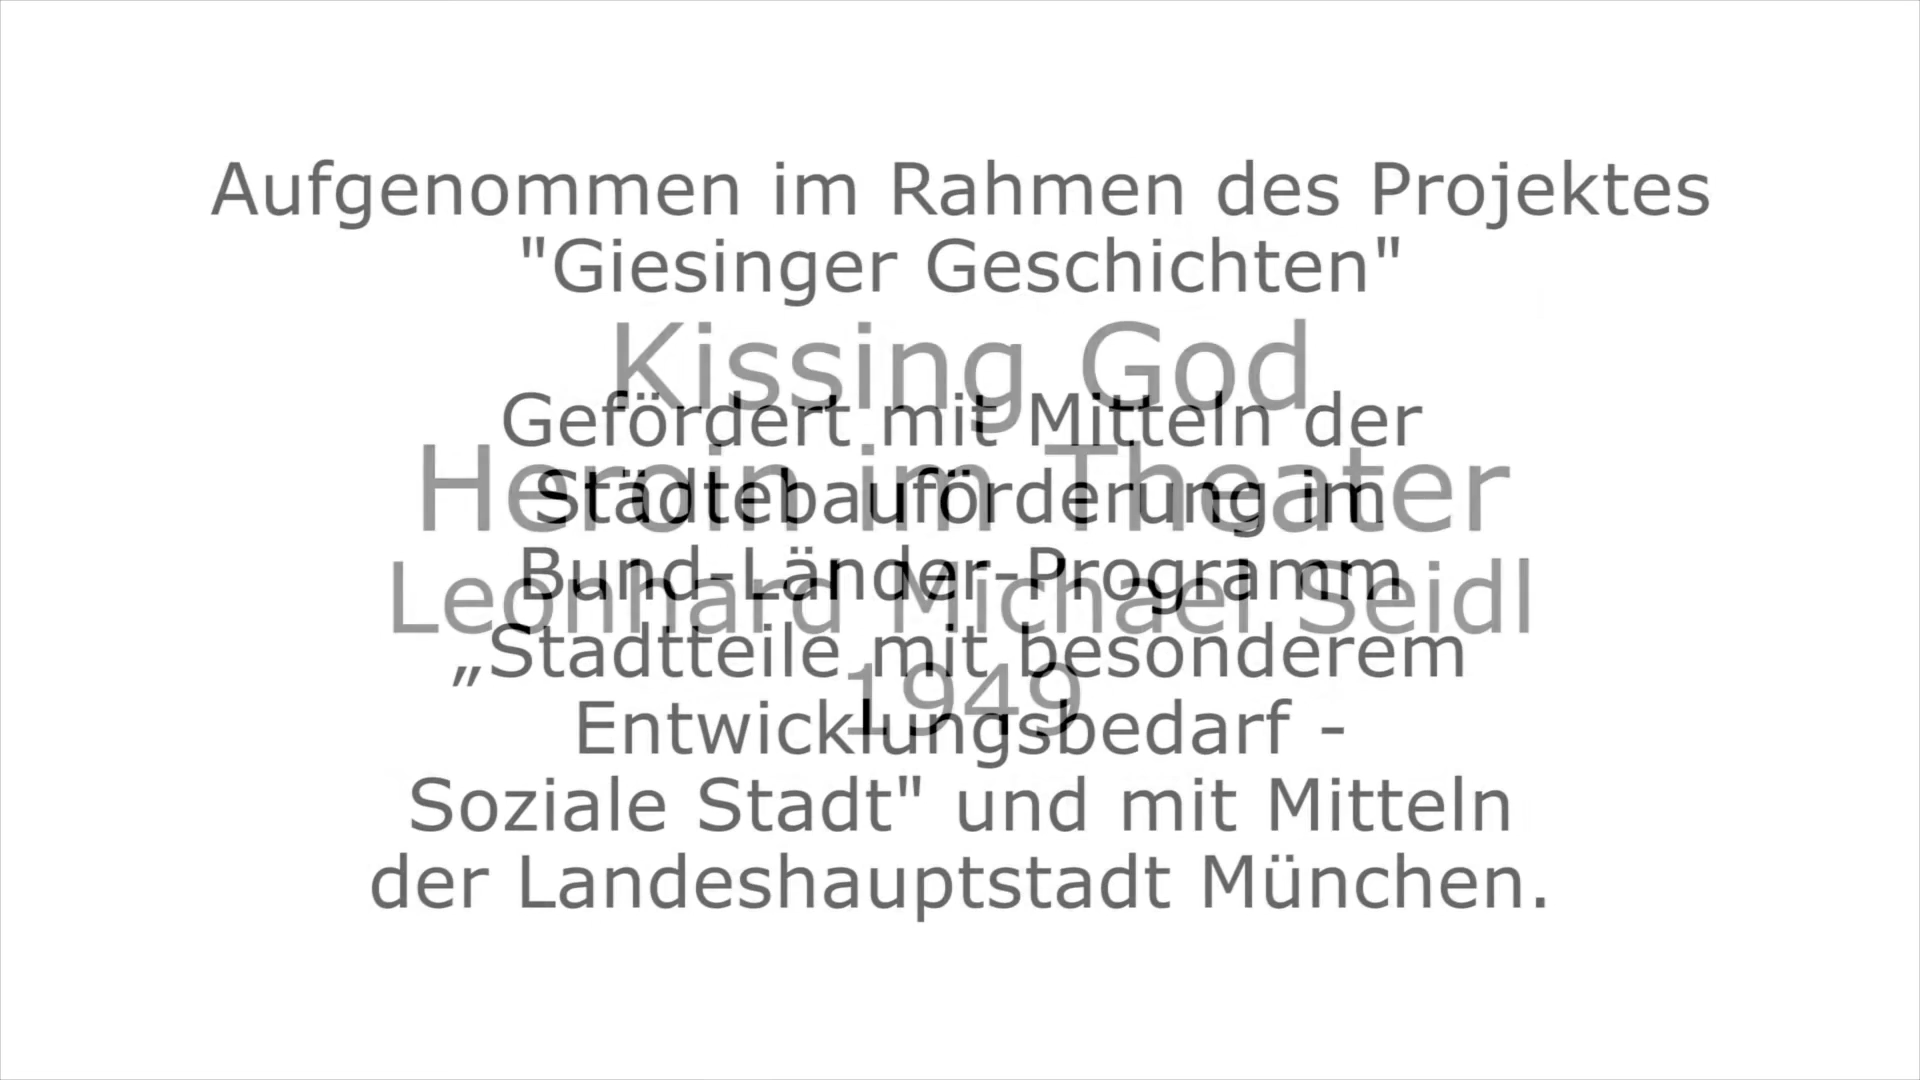 Aufgenommen im Rahmen des Projektes
"Giesinger Geschichten"
Kissing God
Gefördert mit Mitteln der
Heroin im Theater
Städtebauförderung im
Bund-Länder-Programm
Leonhard Michael Seidl
„Stadtteile mit besonderem
1949
Entwicklungsbedarf -
Soziale Stadt" und mit Mitteln
der Landeshauptstadt München.